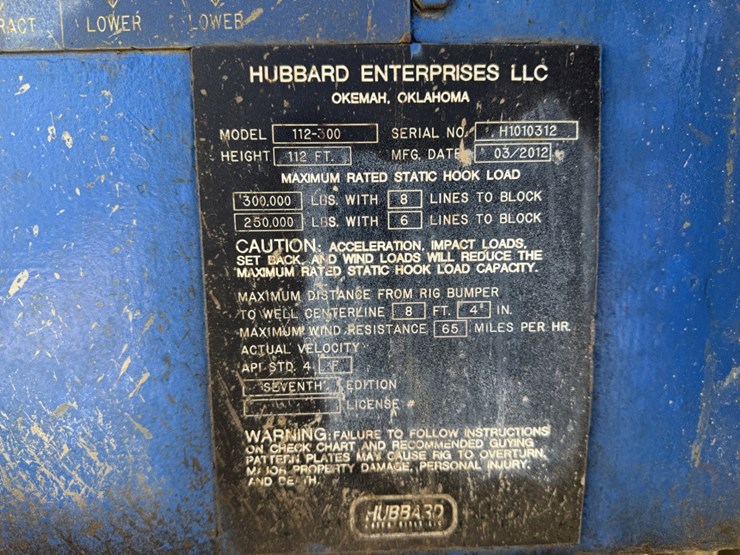 RACT LOWER LOWER
HUBBARD ENTERPRISES LLC
OKEMAH, OKLAHOMA
MODEL 112-300 SERIAL NO. H1010312
HEIGHT 112 FT. MFG. DATE 03/2012
MAXIMUM RATED STATIC HOOK LOAD
300,000 LBS. WITH 8 LINES TO BLOCK
250,000 LBS. WITH 6 LINES TO BLOCK
CAUTION: ACCELERATION, IMPACT LOADS,
SET BACK, AND WIND LOADS WILL REDUCE THE
MAXIMUM RATED STATIC HOOK LOAD CAPACITY.
MAXIMUM DISTANCE FROM RIG BUMPER
TO WELL CENTERLINE 8 FT. 4" IN.
MAXIMUM WIND RESISTANCE 65 MILES PER HR.
ACTUAL VELOCITY
API STD. 4 F
SEVENTH EDITION
LICENSE
WARNING: FAILURE TO FOLLOW INSTRUCTIONS
ON CHECK CHART AND RECOMMENDED GUYING
PATTERN PLATES MAY CAUSE RIG TO OVERTURN,
MAJOR PROPERTY DAMAGE, PERSONAL INJURY,
AND DEATH.
HUBBARD